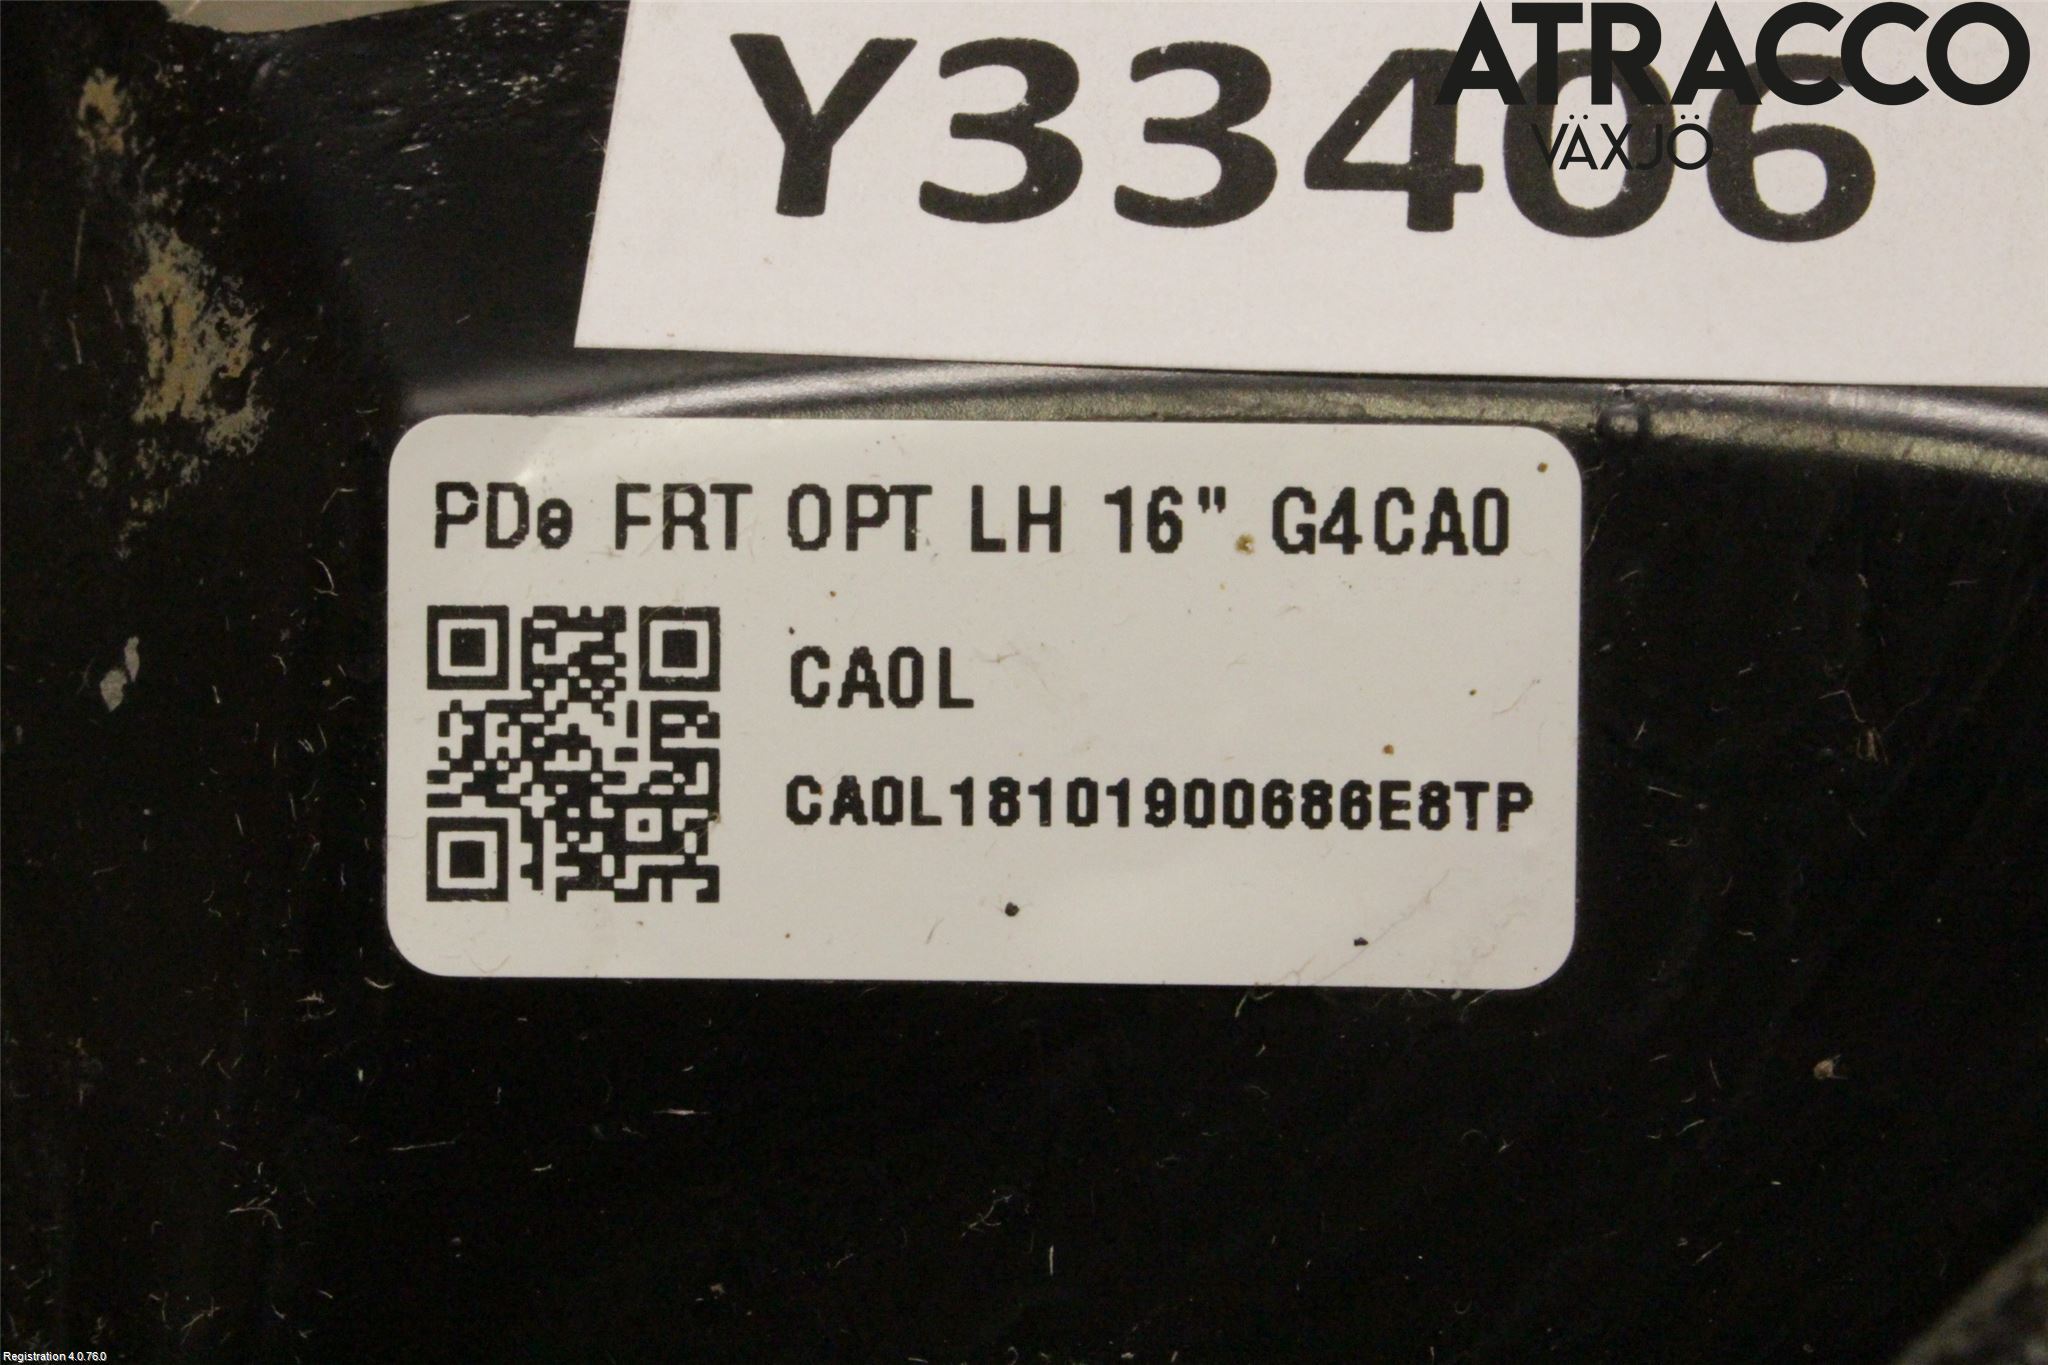 ATRACCO
VÄXJÖ
Y33406
PDe FRT OPT LH 16" G4CA0
CA0L
CA0L18101900686E8TP
Registration 4.0.76.0